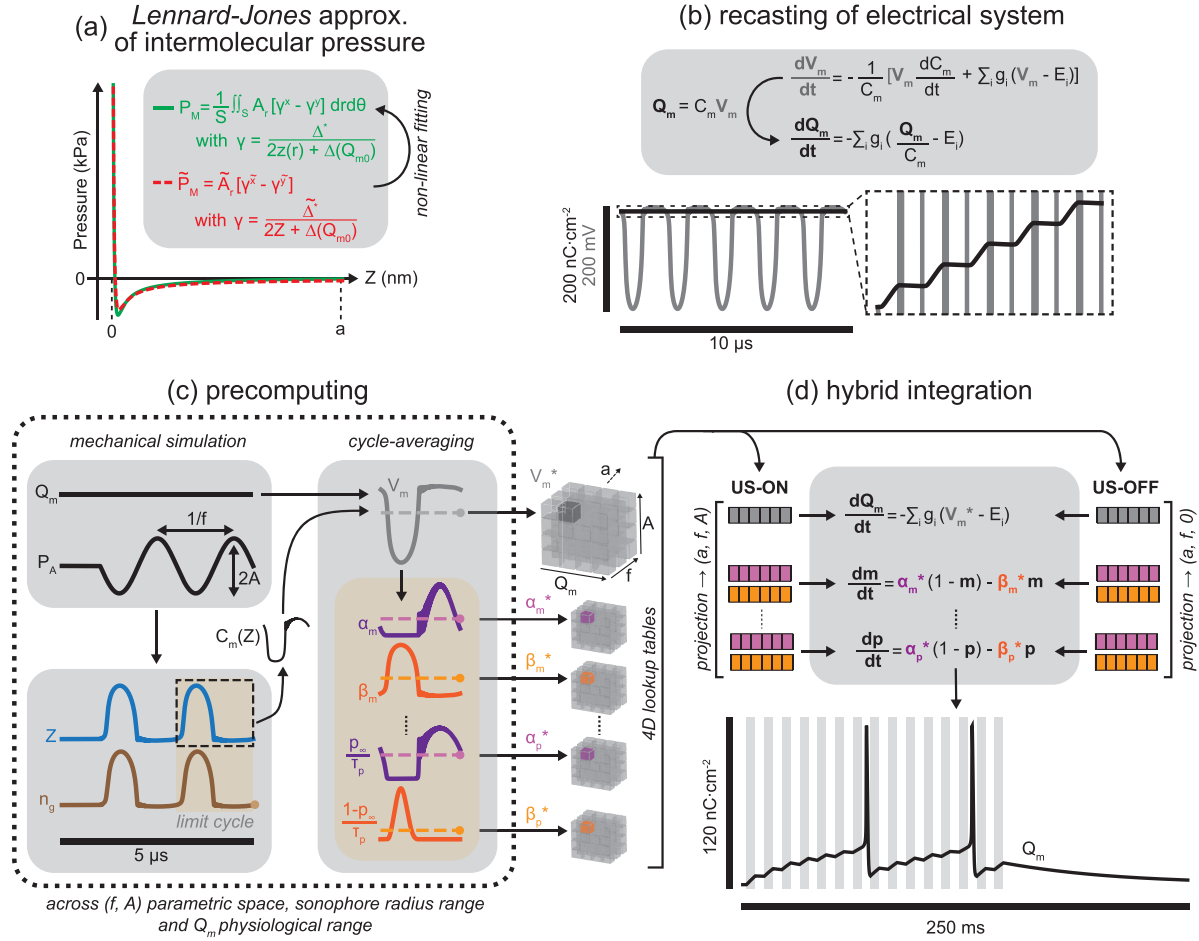 (a) Lennard-Jones approx.
of intermolecular pressure
Pressure (kPa)
P_M = 1/S ∬_S A_r [γ^x - γ^y] drdθ
with γ = Δ^* / (2z(r) + Δ(Q_m0))
P̃_M = Ã_r [γ^x̃ - γ^ỹ]
with γ = Δ̃^* / (2Z + Δ(Q_m0))
non-linear fitting
0
Z (nm)
0
a
(b) recasting of electrical system
dV_m/dt = - 1/C_m [V_m dC_m/dt + Σ_i g_i (V_m - E_i)]
Q_m = C_m V_m
dQ_m/dt = -Σ_i g_i ( Q_m/C_m - E_i)
200 nC·cm^-2
200 mV
10 µs
(c) precomputing
mechanical simulation
Q_m
1/f
P_A
2A
C_m(Z)
Z
n_g
limit cycle
5 µs
cycle-averaging
V_m
α_m
β_m
p_∞/τ_p
1-p_∞/τ_p
V_m*
a
A
f
Q_m
α_m*
β_m*
α_p*
β_p*
4D lookup tables
across (f, A) parametric space, sonophore radius range
and Q_m physiological range
(d) hybrid integration
US-ON
US-OFF
projection → (a, f, A)
projection → (a, f, 0)
dQ_m/dt = -Σ_i g_i (V_m* - E_i)
dm/dt = α_m* (1 - m) - β_m* m
dp/dt = α_p* (1 - p) - β_p* p
120 nC·cm^-2
Q_m
250 ms